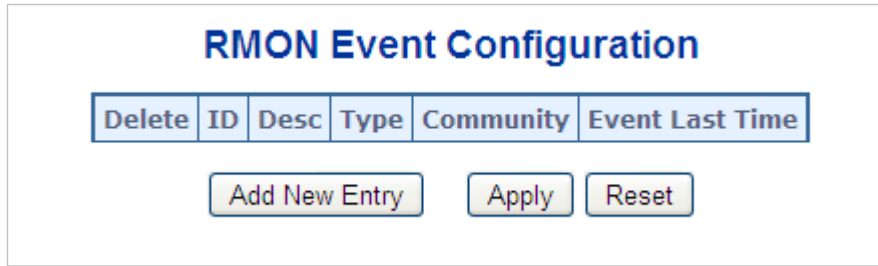 RMON Event Configuration
Delete ID Desc Type Community Event Last Time
Add New Entry Apply Reset